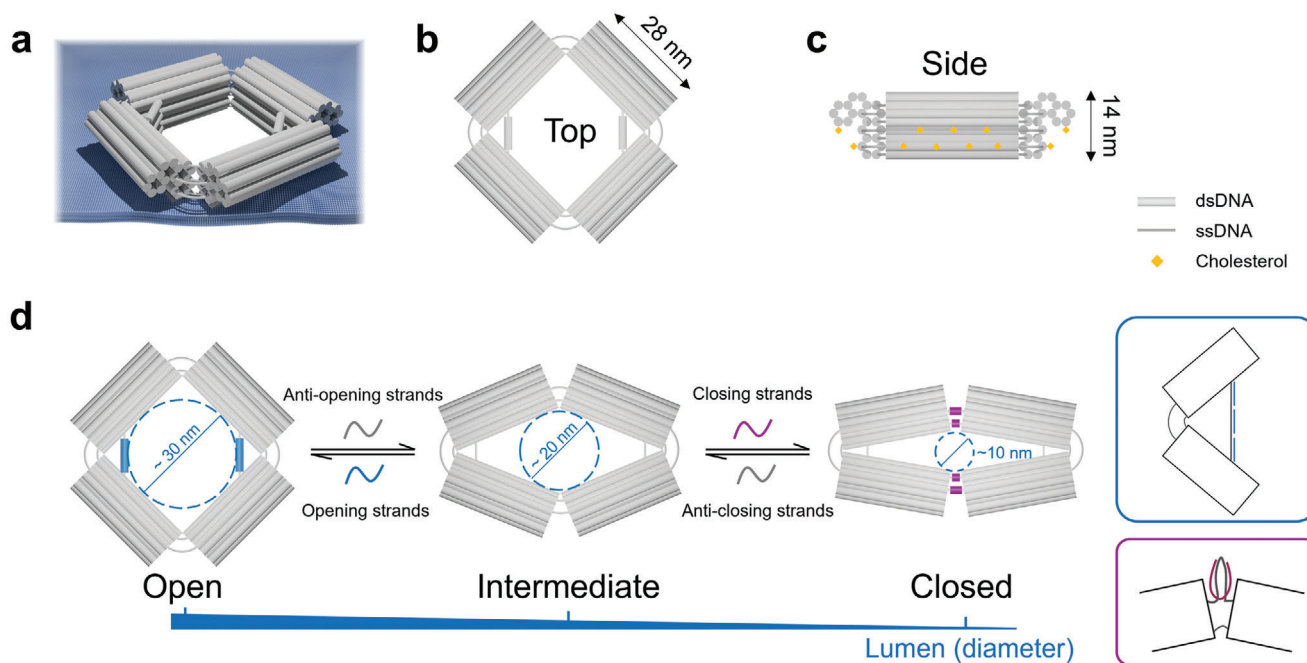 a
b
28 nm
Top
c
Side
14 nm
dsDNA
ssDNA
Cholesterol
d
~ 30 nm
Anti-opening strands
Opening strands
~ 20 nm
Closing strands
Anti-closing strands
~10 nm
Open
Intermediate
Closed
Lumen (diameter)